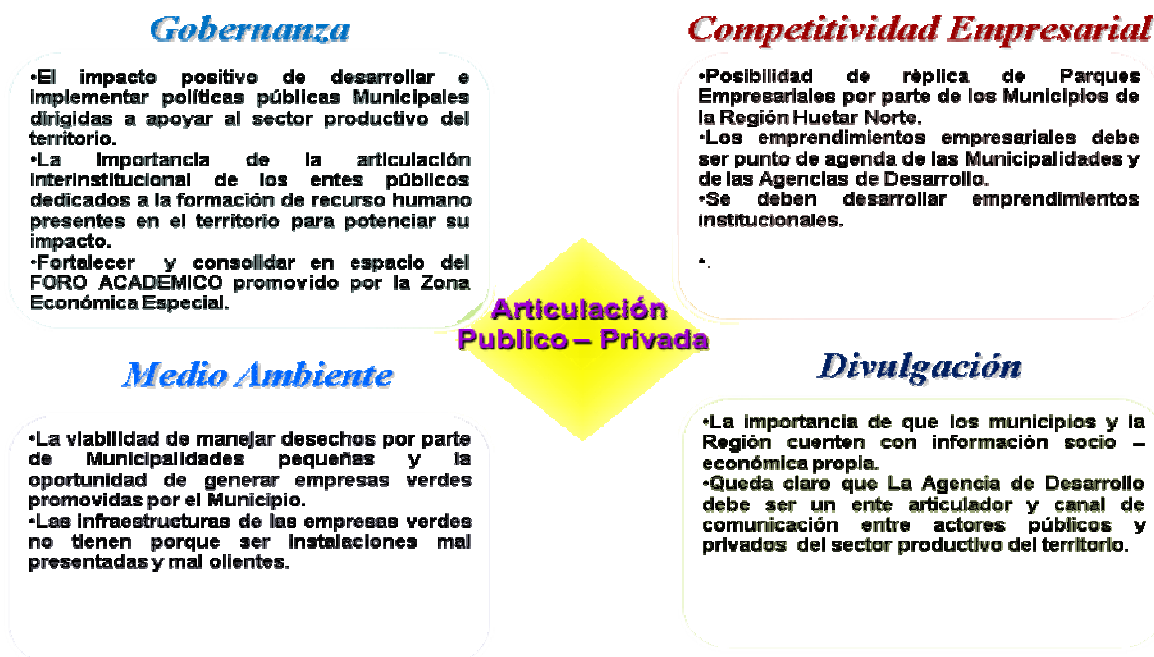 Gobernanza
•El impacto positivo de desarrollar e
implementar políticas públicas Municipales
dirigidas a apoyar al sector productivo del
territorio.
•La Importancia de la articulación
interinstitucional de los entes públicos
dedicados a la formación de recurso humano
presentes en el territorio para potenciar su
impacto.
•Fortalecer y consolidar en espacio del
FORO ACADEMICO promovido por la Zona
Económica Especial.
Competitividad Empresarial
•Posibilidad de réplica de Parques
Empresariales por parte de los Municipios de
la Región Huetar Norte.
•Los emprendimientos empresariales debe
ser punto de agenda de las Municipalidades y
de las Agencias de Desarrollo.
•Se deben desarrollar emprendimientos
institucionales.
•.
Articulación
Publico – Privada
Medio Ambiente
•La viabilidad de manejar desechos por parte
de Municipalidades pequeñas y la
oportunidad de generar empresas verdes
promovidas por el Municipio.
•Las infraestructuras de las empresas verdes
no tienen porque ser instalaciones mal
presentadas y mal olientes.
Divulgación
•La importancia de que los municipios y la
Región cuenten con información socio –
económica propia.
•Queda claro que La Agencia de Desarrollo
debe ser un ente articulador y canal de
comunicación entre actores públicos y
privados del sector productivo del territorio.